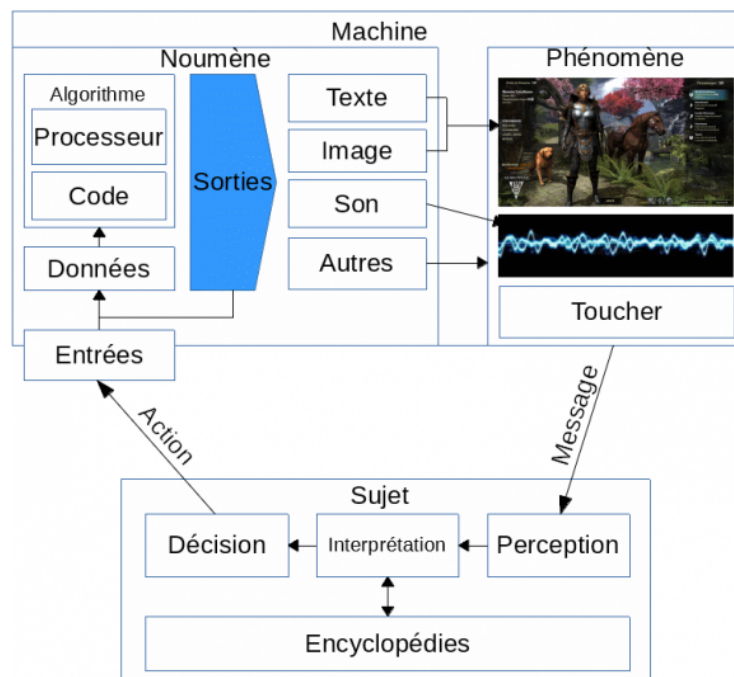 Machine
Noumène
Phénomène
Algorithme
Processeur
Code
Données
Entrées
Sorties
Texte
Image
Son
Autres
Toucher
Action
Message
Sujet
Décision
Interprétation
Perception
Encyclopédies